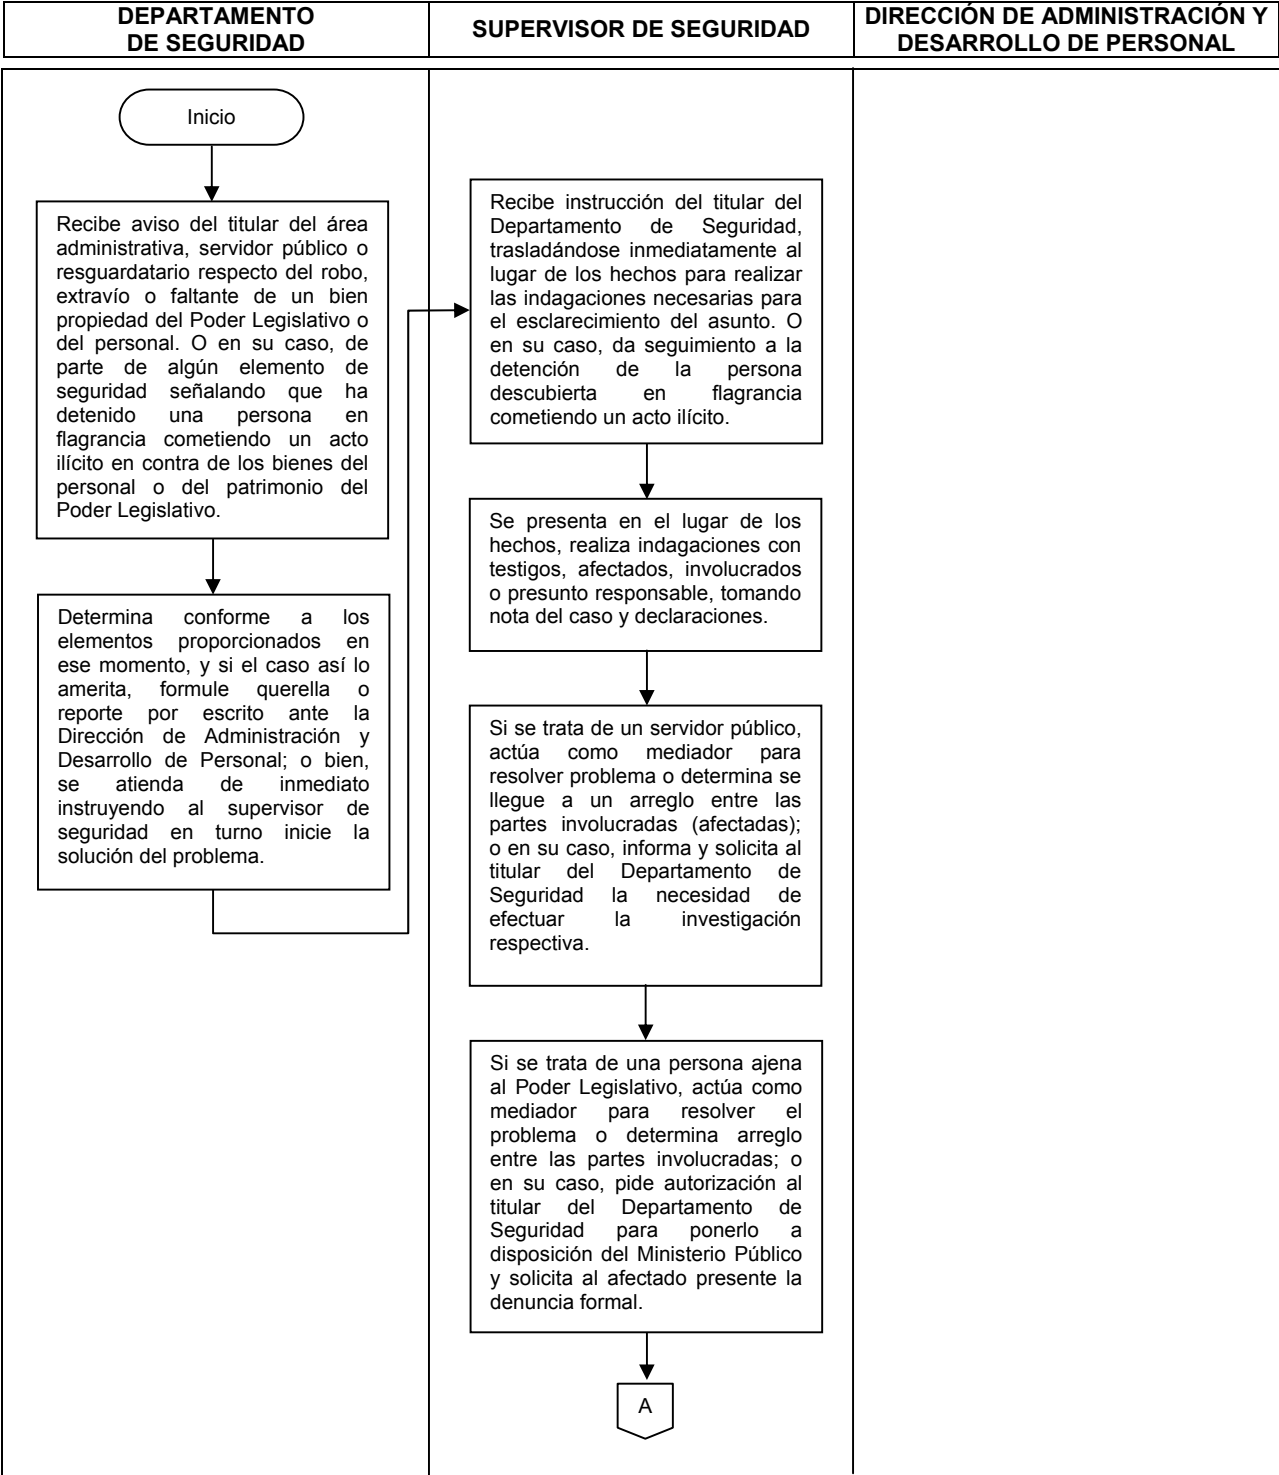 DEPARTAMENTO
DE SEGURIDAD
SUPERVISOR DE SEGURIDAD
DIRECCIÓN DE ADMINISTRACIÓN Y
DESARROLLO DE PERSONAL
Inicio
Recibe aviso del titular del área
administrativa, servidor público o
resguardatario respecto del robo,
extravío o faltante de un bien
propiedad del Poder Legislativo o
del personal. O en su caso, de
parte de algún elemento de
seguridad señalando que ha
detenido una persona en
flagrancia cometiendo un acto
ilícito en contra de los bienes del
personal o del patrimonio del
Poder Legislativo.
Determina conforme a los
elementos proporcionados en
ese momento, y si el caso así lo
amerita, formule querella o
reporte por escrito ante la
Dirección de Administración y
Desarrollo de Personal; o bien,
se atienda de inmediato
instruyendo al supervisor de
seguridad en turno inicie la
solución del problema.
Recibe instrucción del titular del
Departamento de Seguridad,
trasladándose inmediatamente al
lugar de los hechos para realizar
las indagaciones necesarias para
el esclarecimiento del asunto. O
en su caso, da seguimiento a la
detención de la persona
descubierta en flagrancia
cometiendo un acto ilícito.
Se presenta en el lugar de los
hechos, realiza indagaciones con
testigos, afectados, involucrados
o presunto responsable, tomando
nota del caso y declaraciones.
Si se trata de un servidor público,
actúa como mediador para
resolver problema o determina se
llegue a un arreglo entre las
partes involucradas (afectadas);
o en su caso, informa y solicita al
titular del Departamento de
Seguridad la necesidad de
efectuar la investigación
respectiva.
Si se trata de una persona ajena
al Poder Legislativo, actúa como
mediador para resolver el
problema o determina arreglo
entre las partes involucradas; o
en su caso, pide autorización al
titular del Departamento de
Seguridad para ponerlo a
disposición del Ministerio Público
y solicita al afectado presente la
denuncia formal.
A